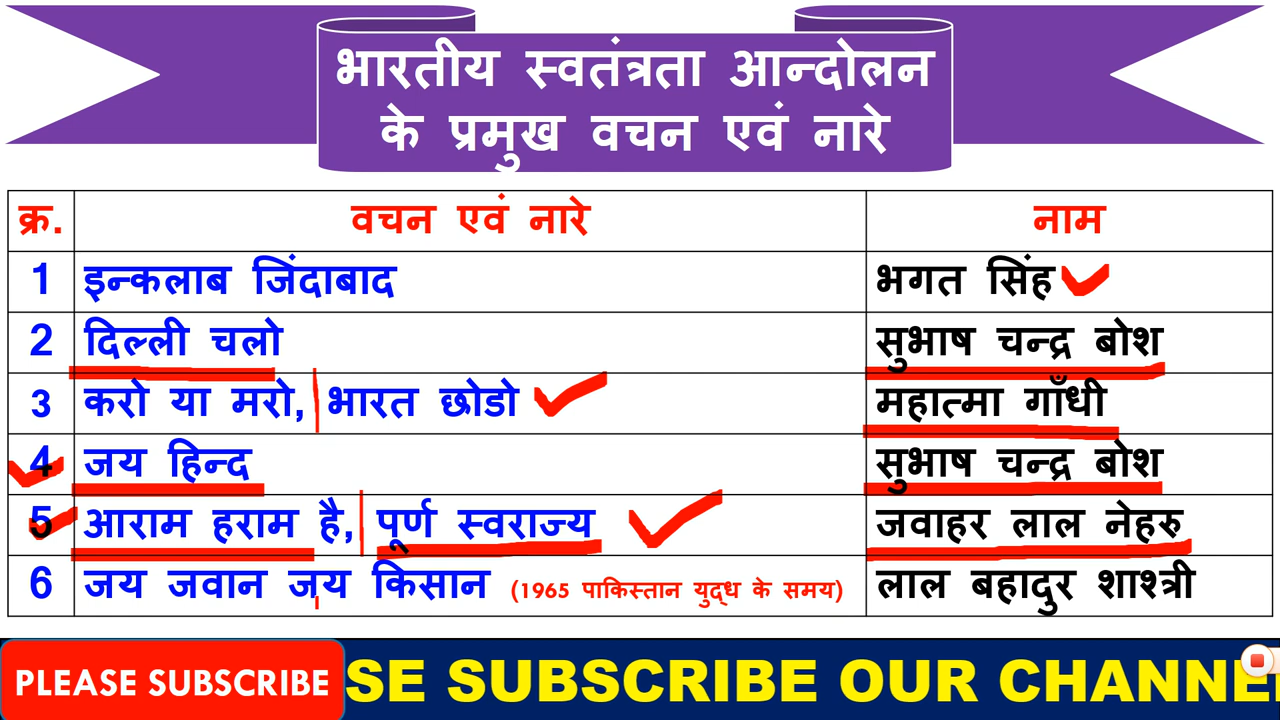 भारतीय स्वतंत्रता आन्दोलन
के प्रमुख वचन एवं नारे
क्र. वचन एवं नारे नाम
1 इन्कलाब जिंदाबाद भगत सिंह
2 दिल्ली चलो सुभाष चन्द्र बोश
3 करो या मरो, भारत छोडो महात्मा गाँधी
4 जय हिन्द सुभाष चन्द्र बोश
5 आराम हराम है, पूर्ण स्वराज्य जवाहर लाल नेहरु
6 जय जवान जय किसान (1965 पाकिस्तान युद्ध के समय) लाल बहादुर शाश्त्री
PLEASE SUBSCRIBE SE SUBSCRIBE OUR CHANNE